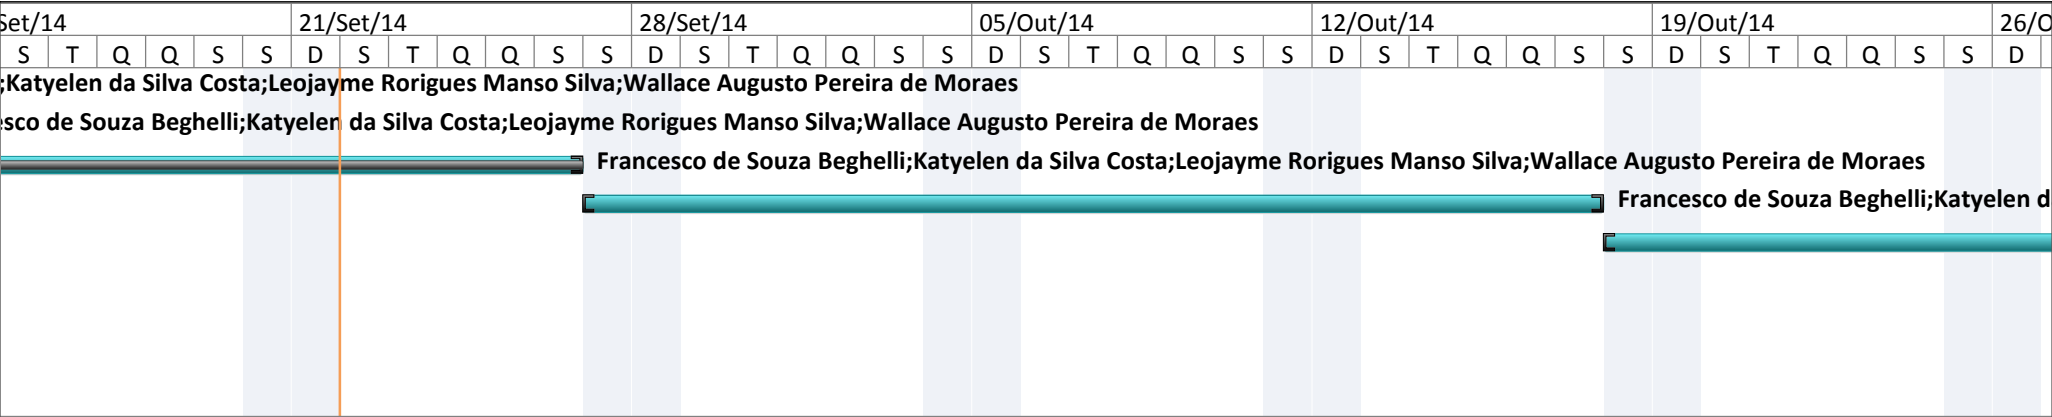 Set/14 21/Set/14 28/Set/14 05/Out/14 12/Out/14 19/Out/14 26/O
S T Q Q S S D S T Q Q S S D S T Q Q S S D S T Q Q S S D S T Q Q S S D S T Q Q S S D
;Katyelen da Silva Costa;Leojayme Rorigues Manso Silva;Wallace Augusto Pereira de Moraes
esco de Souza Beghelli;Katyelen da Silva Costa;Leojayme Rorigues Manso Silva;Wallace Augusto Pereira de Moraes
Francesco de Souza Beghelli;Katyelen da Silva Costa;Leojayme Rorigues Manso Silva;Wallace Augusto Pereira de Moraes
Francesco de Souza Beghelli;Katyelen d